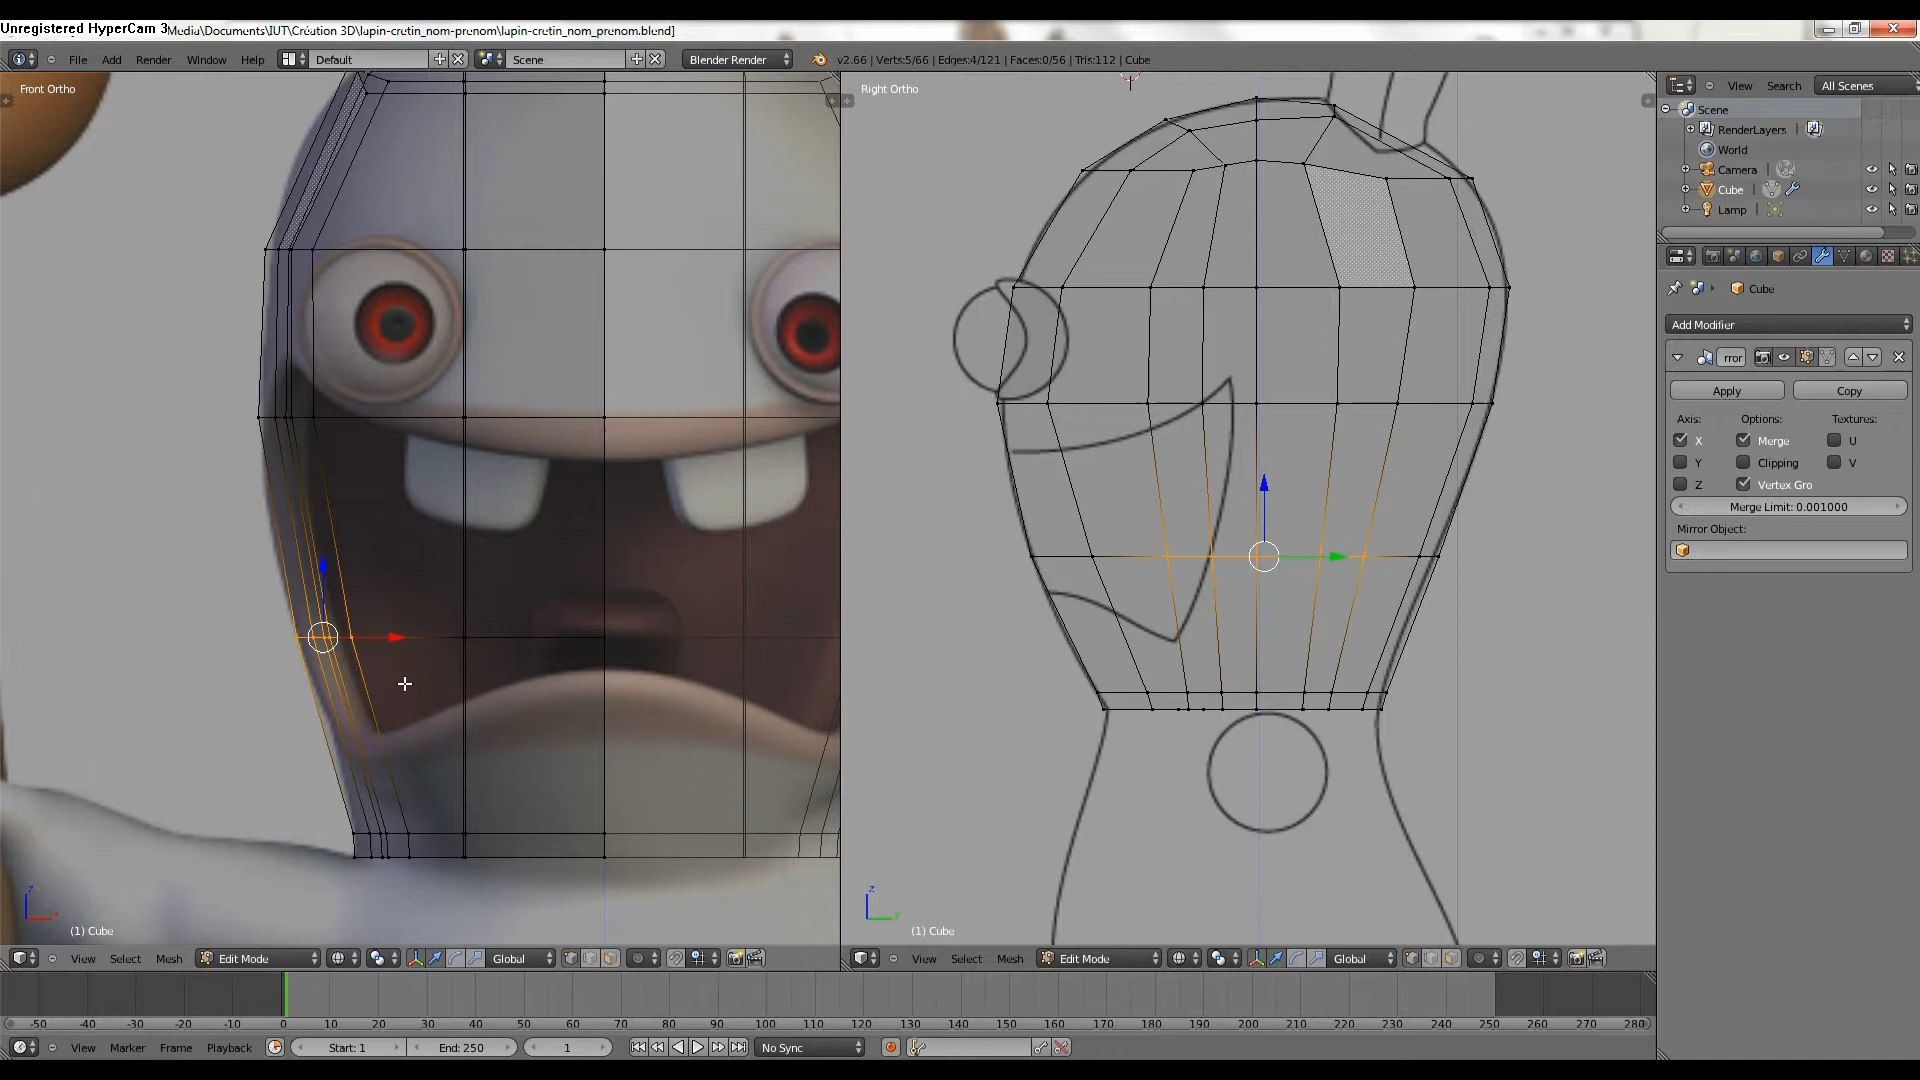 Unregistered HyperCam 3
Media\Documents\IUT\Création 3D\lapin-cretin_nom-prenom\lapin-cretin_nom_prenom.blend]
File Add Render Window Help Default Scene Blender Render v2.66 | Verts:5/66 | Edges:4/121 | Faces:0/56 | Tris:112 | Cube
Front Ortho
Right Ortho
View Search All Scenes
Scene
RenderLayers
World
Camera
Cube
Lamp
Cube
Add Modifier
rror
Apply Copy
Axis: Options: Textures:
X Merge U
Y Clipping V
Z Vertex Gro
Merge Limit: 0.001000
Mirror Object:
z
x
(1) Cube
z
y
(1) Cube
View Select Mesh Edit Mode Global
View Select Mesh Edit Mode Global
-50 -40 -30 -20 -10 0 10 20 30 40 50 60 70 80 90 100 110 120 130 140 150 160 170 180 190 200 210 220 230 240 250 260 270 280
View Marker Frame Playback Start: 1 End: 250 1 No Sync